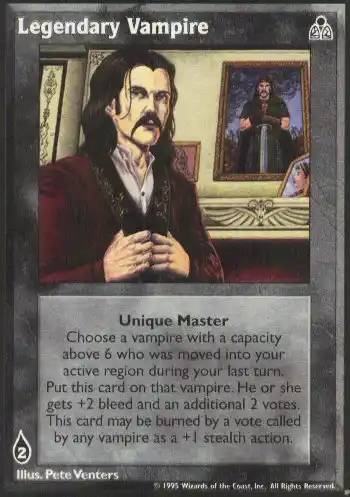 Legendary Vampire
Unique Master
Choose a vampire with a capacity
above 6 who was moved into your
active region during your last turn.
Put this card on that vampire. He or she
gets +2 bleed and an additional 2 votes.
This card may be burned by a vote called
by any vampire as a +1 stealth action.
2
Illus. Pete Venters
© 1995 Wizards of the Coast, Inc. All Rights Reserved.